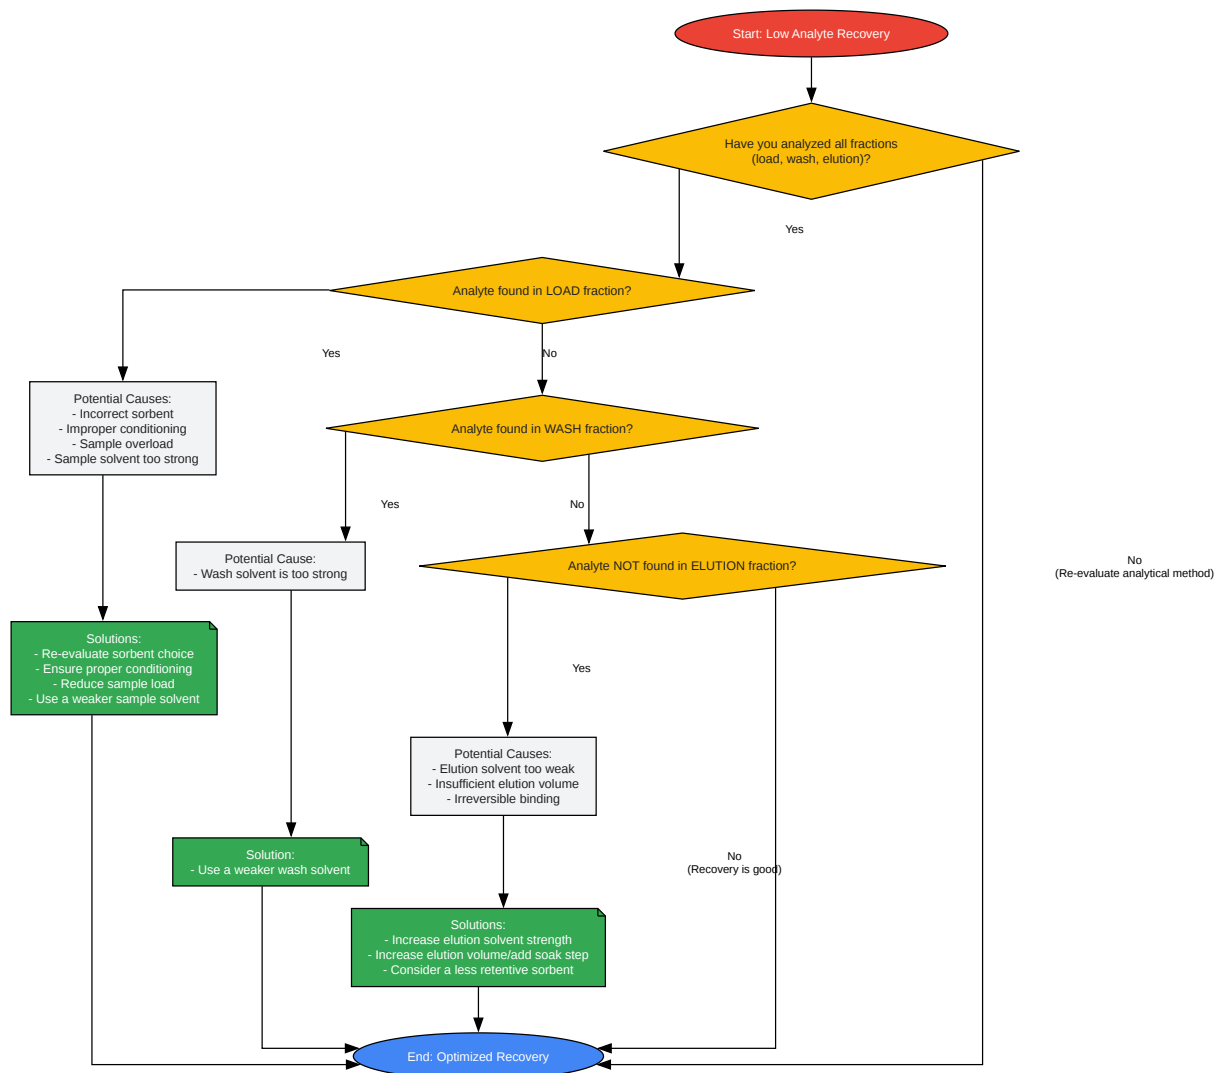 Start: Low Analyte Recovery
Have you analyzed all fractions
(load, wash, elution)?
Yes
Analyte found in LOAD fraction?
Yes
No
Potential Causes:
- Incorrect sorbent
- Improper conditioning
- Sample overload
- Sample solvent too strong
Analyte found in WASH fraction?
Yes
No
Potential Cause:
- Wash solvent is too strong
Analyte NOT found in ELUTION fraction?
No
(Re-evaluate analytical method)
Solutions:
- Re-evaluate sorbent choice
- Ensure proper conditioning
- Reduce sample load
- Use a weaker sample solvent
Yes
Potential Causes:
- Elution solvent too weak
- Insufficient elution volume
- Irreversible binding
Solution:
- Use a weaker wash solvent
No
(Recovery is good)
Solutions:
- Increase elution solvent strength
- Increase elution volume/add soak step
- Consider a less retentive sorbent
End: Optimized Recovery